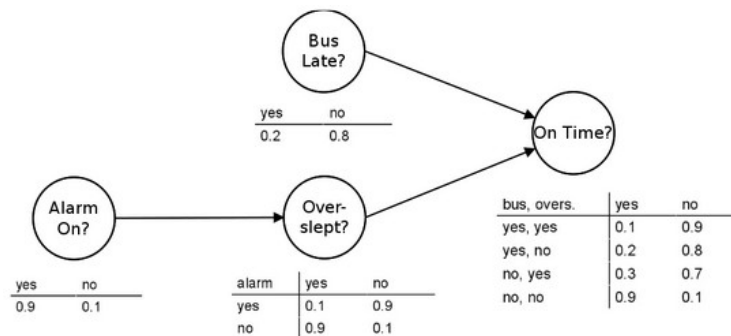 Bus
Late?
yes no
0.2 0.8
On Time?
Alarm
On?
yes no
0.9 0.1
Over-
slept?
alarm yes no
yes 0.1 0.9
no 0.9 0.1
bus, overs. yes no
yes, yes 0.1 0.9
yes, no 0.2 0.8
no, yes 0.3 0.7
no, no 0.9 0.1